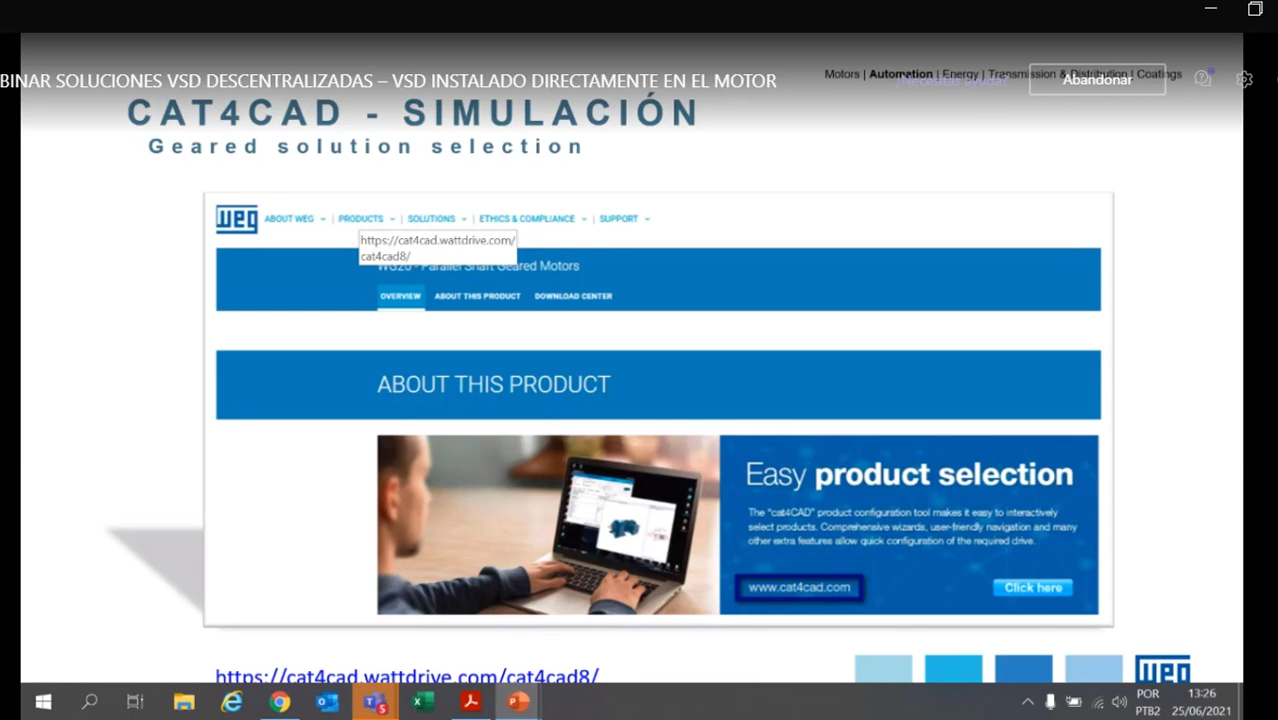 BINAR SOLUCIONES VSD DESCENTRALIZADAS – VSD INSTALADO DIRECTAMENTE EN EL MOTOR
Motors | Automation | Energy | Transmission & Distribution | Coatings
¿Necesitas ayuda?
Abandonar
CAT4CAD - SIMULACIÓN
Geared solution selection
WEG
ABOUT WEG | PRODUCTS | SOLUTIONS | ETHICS & COMPLIANCE | SUPPORT
https://cat4cad.wattdrive.com/
cat4cad8/
WG20 - Parallel Shaft Geared Motors
OVERVIEW ABOUT THIS PRODUCT DOWNLOAD CENTER
ABOUT THIS PRODUCT
Easy product selection
The "cat4CAD" product configuration tool makes it easy to interactively
select products. Comprehensive wizards, user-friendly navigation and many
other extra features allow quick configuration of the required drive.
www.cat4cad.com
Click here
https://cat4cad.wattdrive.com/cat4cad8/
WEG
POR
PTB2
13:26
25/06/2021